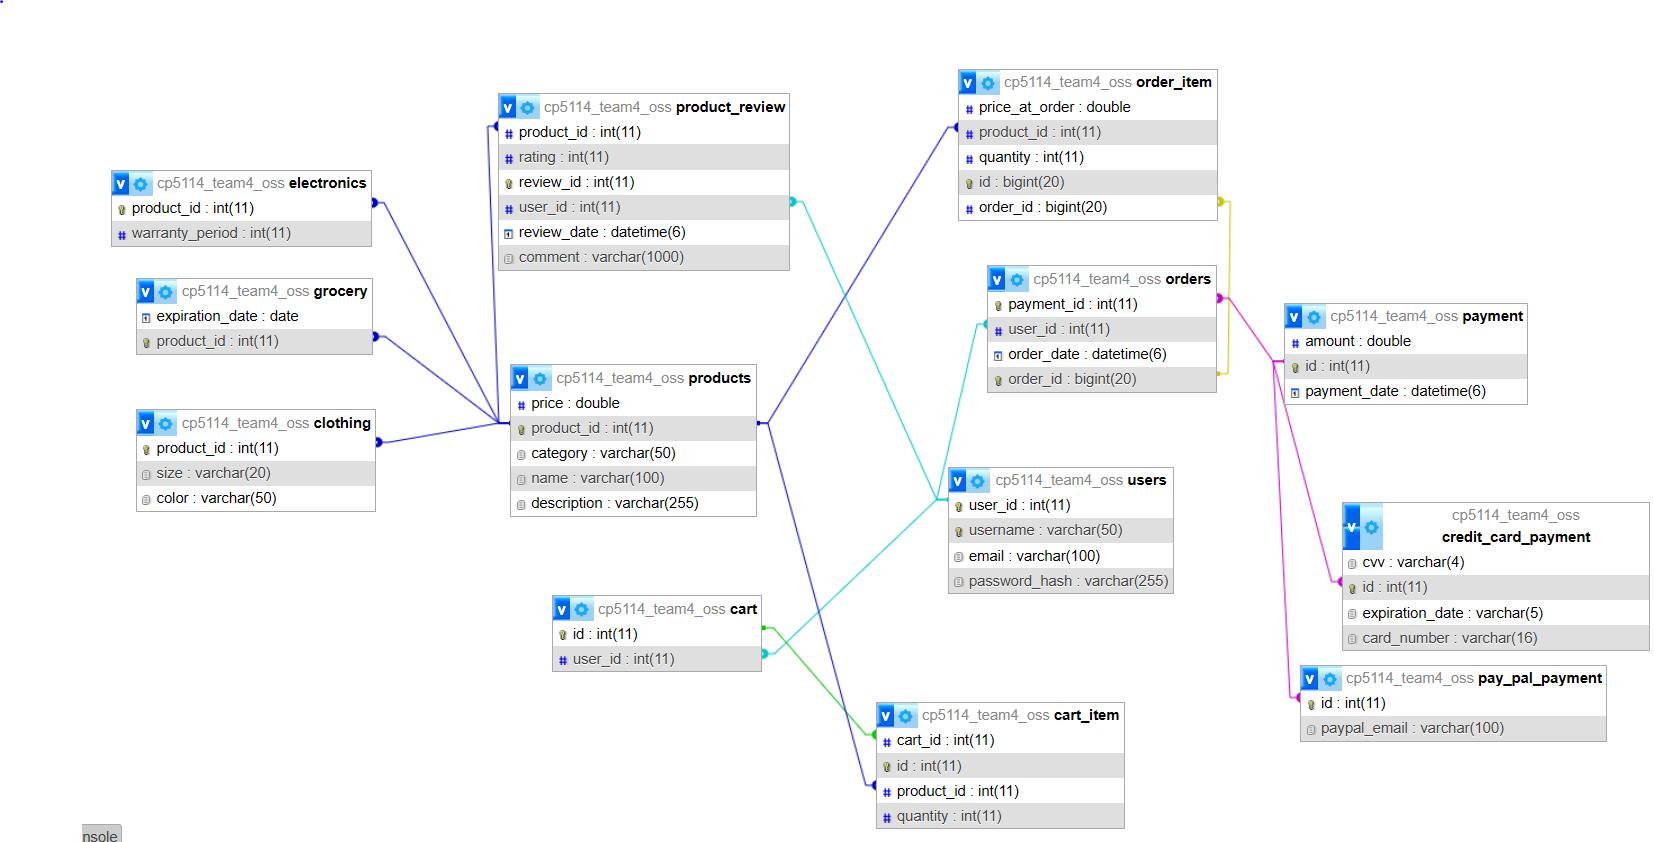 v cp5114_team4_oss order_item
price_at_order : double
product_id : int(11)
quantity : int(11)
id : bigint(20)
order_id : bigint(20)
v cp5114_team4_oss product_review
product_id : int(11)
rating : int(11)
review_id : int(11)
user_id : int(11)
review_date : datetime(6)
comment : varchar(1000)
v cp5114_team4_oss electronics
product_id : int(11)
warranty_period : int(11)
v cp5114_team4_oss grocery
expiration_date : date
product_id : int(11)
v cp5114_team4_oss orders
payment_id : int(11)
user_id : int(11)
order_date : datetime(6)
order_id : bigint(20)
v cp5114_team4_oss payment
amount : double
id : int(11)
payment_date : datetime(6)
v cp5114_team4_oss products
price : double
product_id : int(11)
category : varchar(50)
name : varchar(100)
description : varchar(255)
v cp5114_team4_oss clothing
product_id : int(11)
size : varchar(20)
color : varchar(50)
v cp5114_team4_oss users
user_id : int(11)
username : varchar(50)
email : varchar(100)
password_hash : varchar(255)
v cp5114_team4_oss
credit_card_payment
cvv : varchar(4)
id : int(11)
expiration_date : varchar(5)
card_number : varchar(16)
v cp5114_team4_oss cart
id : int(11)
user_id : int(11)
v cp5114_team4_oss pay_pal_payment
id : int(11)
paypal_email : varchar(100)
v cp5114_team4_oss cart_item
cart_id : int(11)
id : int(11)
product_id : int(11)
quantity : int(11)
nsole